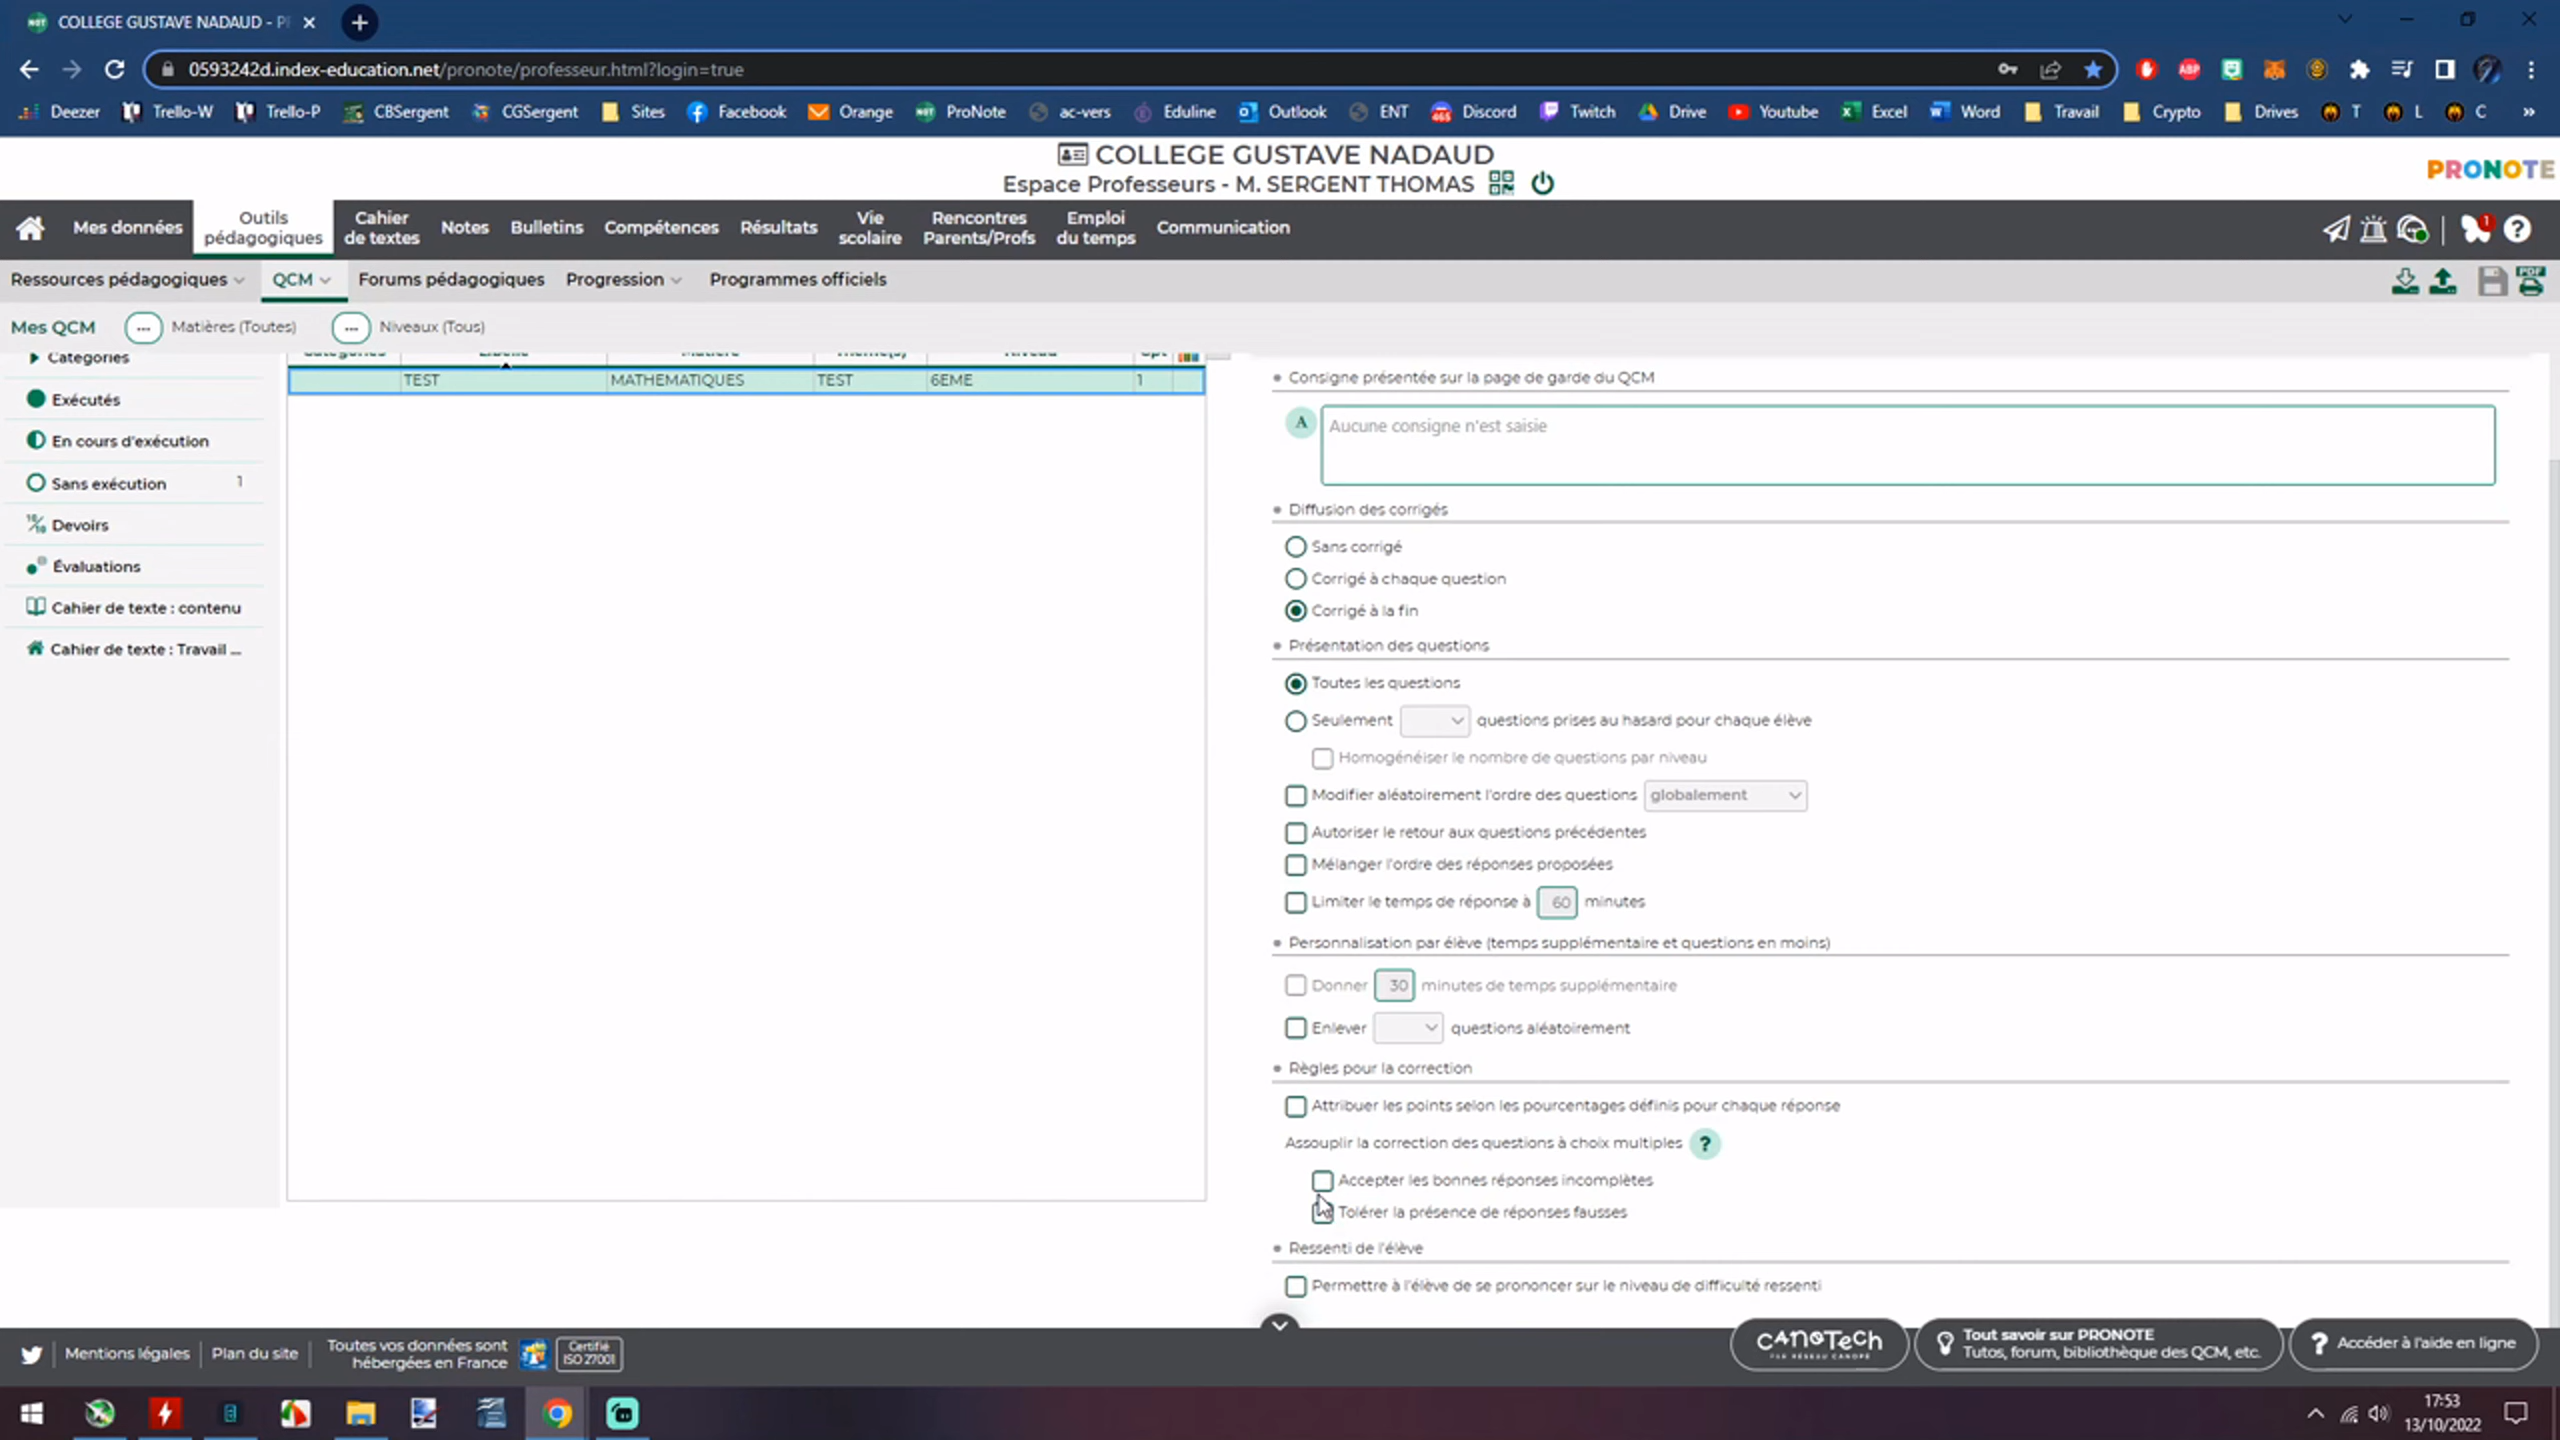 COLLEGE GUSTAVE NADAUD - P
0593242d.index-education.net/pronote/professeur.html?login=true
Deezer Trello-W Trello-P CBSergent CGSergent Sites Facebook Orange ProNote ac-vers Eduline Outlook ENT Discord Twitch Drive Youtube Excel Word Travail Crypto Drives T L C »
COLLEGE GUSTAVE NADAUD
Espace Professeurs - M. SERGENT THOMAS
PRONOTE
Mes données Outils pédagogiques Cahier de textes Notes Bulletins Compétences Résultats Vie scolaire Rencontres Parents/Profs Emploi du temps Communication
Ressources pédagogiques QCM Forums pédagogiques Progression Programmes officiels
Mes QCM ... Matières (Toutes) ... Niveaux (Tous)
Catégories
Exécutés
En cours d'exécution
Sans exécution 1
Devoirs
Évaluations
Cahier de texte : contenu
Cahier de texte : Travail ...
Catégories Libellé Matière Thème(s) Niveau
TEST MATHEMATIQUES TEST 6EME 1
Consigne présentée sur la page de garde du QCM
A Aucune consigne n'est saisie
Diffusion des corrigés
Sans corrigé
Corrigé à chaque question
Corrigé à la fin
Présentation des questions
Toutes les questions
Seulement questions prises au hasard pour chaque élève
Homogénéiser le nombre de questions par niveau
Modifier aléatoirement l'ordre des questions globalement
Autoriser le retour aux questions précédentes
Mélanger l'ordre des réponses proposées
Limiter le temps de réponse à 60 minutes
Personnalisation par élève (temps supplémentaire et questions en moins)
Donner 30 minutes de temps supplémentaire
Enlever questions aléatoirement
Règles pour la correction
Attribuer les points selon les pourcentages définis pour chaque réponse
Assouplir la correction des questions à choix multiples ?
Accepter les bonnes réponses incomplètes
Tolérer la présence de réponses fausses
Ressenti de l'élève
Permettre à l'élève de se prononcer sur le niveau de difficulté ressenti
Mentions légales Plan du site
Toutes vos données sont
hébergées en France
Certifié
ISO 27001
CANOTECH
PAR RÉSEAU CANOPÉ
Tout savoir sur PRONOTE
Tutos, forum, bibliothèque des QCM, etc.
? Accéder à l'aide en ligne
17:53
13/10/2022